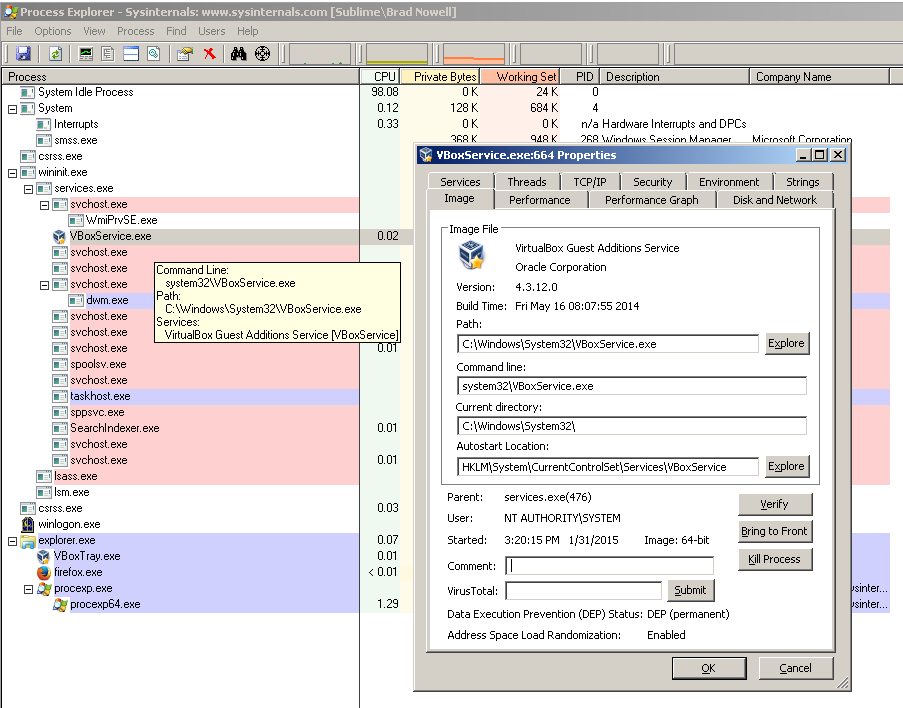 Process Explorer - Sysinternals: www.sysinternals.com [Sublime\Brad Nowell]
File Options View Process Find Users Help
Process CPU Private Bytes Working Set PID Description Company Name
System Idle Process 98.08 0 K 24 K 0
System 0.12 128 K 684 K 4
Interrupts 0.33 0 K 0 K n/a Hardware Interrupts and DPCs
smss.exe 368 K 948 K 268 Windows Session Manager Microsoft Corporation
csrss.exe
wininit.exe
services.exe
svchost.exe
WmiPrvSE.exe
VBoxService.exe 0.02
svchost.exe
svchost.exe
svchost.exe
dwm.exe
svchost.exe
svchost.exe
svchost.exe 0.01
spoolsv.exe
svchost.exe
taskhost.exe
sppsvc.exe
SearchIndexer.exe 0.01
svchost.exe
svchost.exe 0.01
lsass.exe
lsm.exe
csrss.exe 0.03
winlogon.exe
explorer.exe 0.07
VBoxTray.exe 0.01
firefox.exe < 0.01
procexp.exe ysinter...
procexp64.exe 1.29 ysinter...
Command Line:
system32\VBoxService.exe
Path:
C:\Windows\System32\VBoxService.exe
Services:
VirtualBox Guest Additions Service [VBoxService]
VBoxService.exe:664 Properties
Services Threads TCP/IP Security Environment Strings
Image Performance Performance Graph Disk and Network
Image File
VirtualBox Guest Additions Service
Oracle Corporation
Version: 4.3.12.0
Build Time: Fri May 16 08:07:55 2014
Path:
C:\Windows\System32\VBoxService.exe Explore
Command line:
system32\VBoxService.exe
Current directory:
C:\Windows\System32\
Autostart Location:
HKLM\System\CurrentControlSet\Services\VBoxService Explore
Parent: services.exe(476) Verify
User: NT AUTHORITY\SYSTEM Bring to Front
Started: 3:20:15 PM 1/31/2015 Image: 64-bit
Kill Process
Comment:
VirusTotal: Submit
Data Execution Prevention (DEP) Status: DEP (permanent)
Address Space Load Randomization: Enabled
OK Cancel